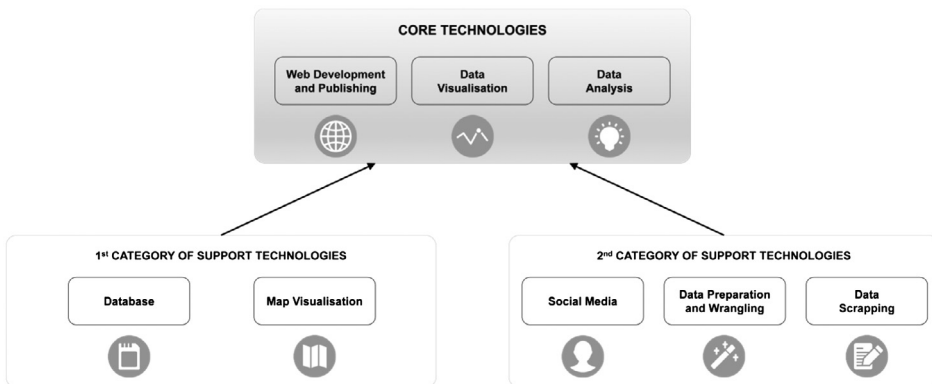 CORE TECHNOLOGIES
Web Development
and Publishing
Data
Visualisation
Data
Analysis
1st CATEGORY OF SUPPORT TECHNOLOGIES
Database
Map Visualisation
2nd CATEGORY OF SUPPORT TECHNOLOGIES
Social Media
Data Preparation
and Wrangling
Data
Scrapping